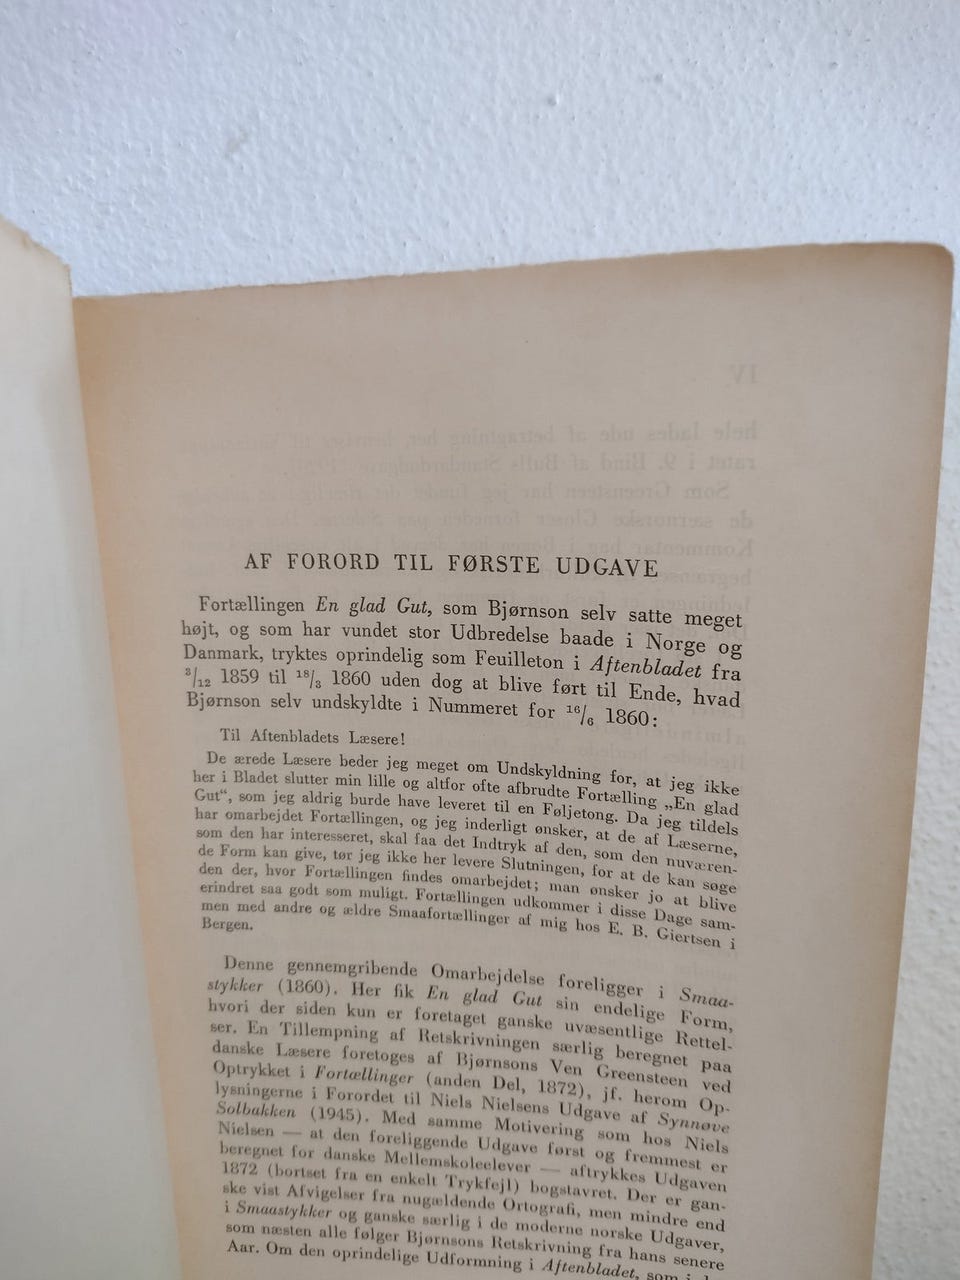 IV
AF FORORD TIL FØRSTE UDGAVE
Fortællingen En glad Gut, som Bjørnson selv satte meget
højt, og som har vundet stor Udbredelse baade i Norge og
Danmark, tryktes oprindelig som Feuilleton i Aftenbladet fra
3/12 1859 til 18/3 1860 uden dog at blive ført til Ende, hvad
Bjørnson selv undskyldte i Nummeret for 16/6 1860:
Til Aftenbladets Læsere!
De ærede Læsere beder jeg meget om Undskyldning for, at jeg ikke
her i Bladet slutter min lille og altfor ofte afbrudte Fortælling „En glad
Gut“, som jeg aldrig burde have leveret til en Føljetong. Da jeg tildels
har omarbejdet Fortællingen, og jeg inderligt ønsker, at de af Læserne,
som den har interesseret, skal faa det Indtryk af den, som den nuværen-
de Form kan give, tør jeg ikke her levere Slutningen, for at de kan søge
den der, hvor Fortællingen findes omarbejdet; man ønsker jo at blive
erindret saa godt som muligt. Fortællingen udkommer i disse Dage sam-
men med andre og ældre Smaafortællinger af mig hos E. B. Giertsen i
Bergen.
Denne gennemgribende Omarbejdelse foreligger i Smaa-
stykker (1860). Her fik En glad Gut sin endelige Form,
hvori der siden kun er foretaget ganske uvæsentlige Rettel-
ser. En Tillempning af Retskrivningen særlig beregnet paa
danske Læsere foretoges af Bjørnsons Ven Greensteen ved
Optrykket i Fortællinger (anden Del, 1872), jf. herom Op-
lysningerne i Forordet til Niels Nielsens Udgave af Synnøve
Solbakken (1945). Med samme Motivering som hos Niels
Nielsen — at den foreliggende Udgave først og fremmest er
beregnet for danske Mellemskoleelever — aftrykkes Udgaven
1872 (bortset fra en enkelt Trykfejl) bogstavret. Der er gan-
ske vist Afvigelser fra nugældende Ortografi, men mindre end
i Smaastykker og ganske særlig i de moderne norske Udgaver,
som næsten alle følger Bjørnsons Retskrivning fra hans senere
Aar. Om den oprindelige Udformning i Aftenbladet, som